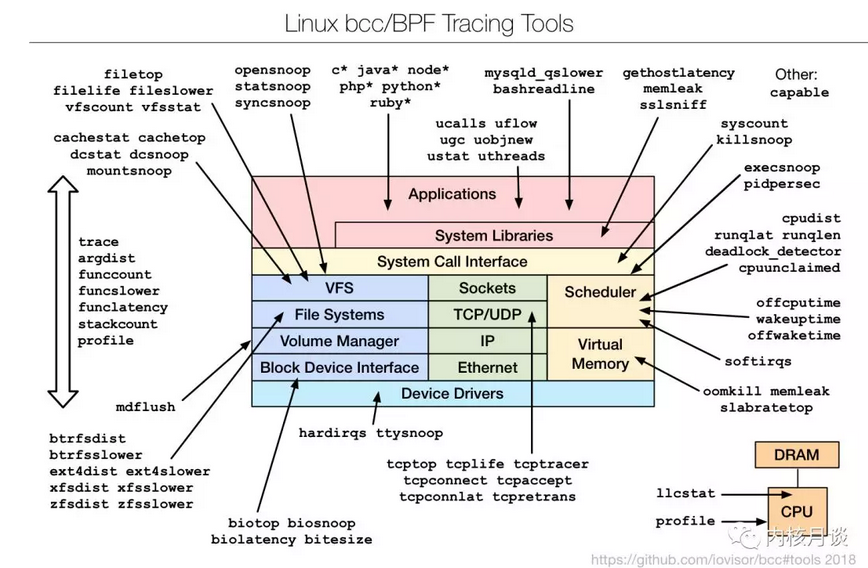 Linux bcc/BPF Tracing Tools
filetop
filelife fileslower
vfscount vfsstat
opensnoop
statsnoop
syncsnoop
c* java* node*
php* python*
ruby*
mysqld_qslower
bashreadline
gethostlatency
memleak
sslsniff
Other:
capable
cachestat cachetop
dcstat dcsnoop
mountsnoop
ucalls uflow
ugc uobjnew
ustat uthreads
syscount
killsnoop
execsnoop
pidpersec
cpudist
runqlat runqlen
deadlock_detector
cpuunclaimed
offcputime
wakeuptime
offwaketime
softirqs
trace
argdist
funccount
funcslower
funclatency
stackcount
profile
Applications
System Libraries
System Call Interface
VFS
Sockets
Scheduler
File Systems
TCP/UDP
Volume Manager
IP
Virtual
Memory
Block Device Interface
Ethernet
Device Drivers
mdflush
hardirqs ttysnoop
oomkill memleak
slabratetop
btrfsdist
btrfsslower
ext4dist ext4slower
xfsdist xfsslower
zfsdist zfsslower
tcptop tcplife tcptracer
tcpconnect tcpaccept
tcpconnlat tcpretrans
biotop biosnoop
biolatency bitesize
DRAM
llcstat
CPU
profile
内核月谈
https://github.com/iovisor/bcc#tools 2018